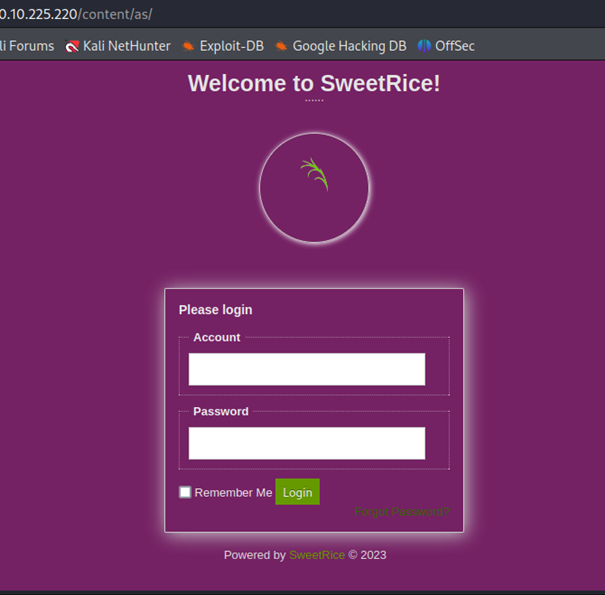 0.10.225.220/content/as/
li Forums Kali NetHunter Exploit-DB Google Hacking DB OffSec
Welcome to SweetRice!
Please login
Account
Password
Remember Me Login
Forgot Password?
Powered by SweetRice © 2023